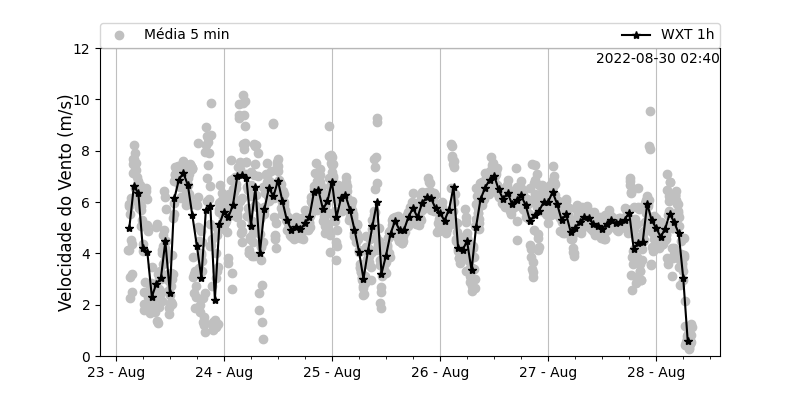 Média 5 min
WXT 1h
2022-08-30 02:40
Velocidade do Vento (m/s)
12
10
8
6
4
2
0
23 - Aug
24 - Aug
25 - Aug
26 - Aug
27 - Aug
28 - Aug